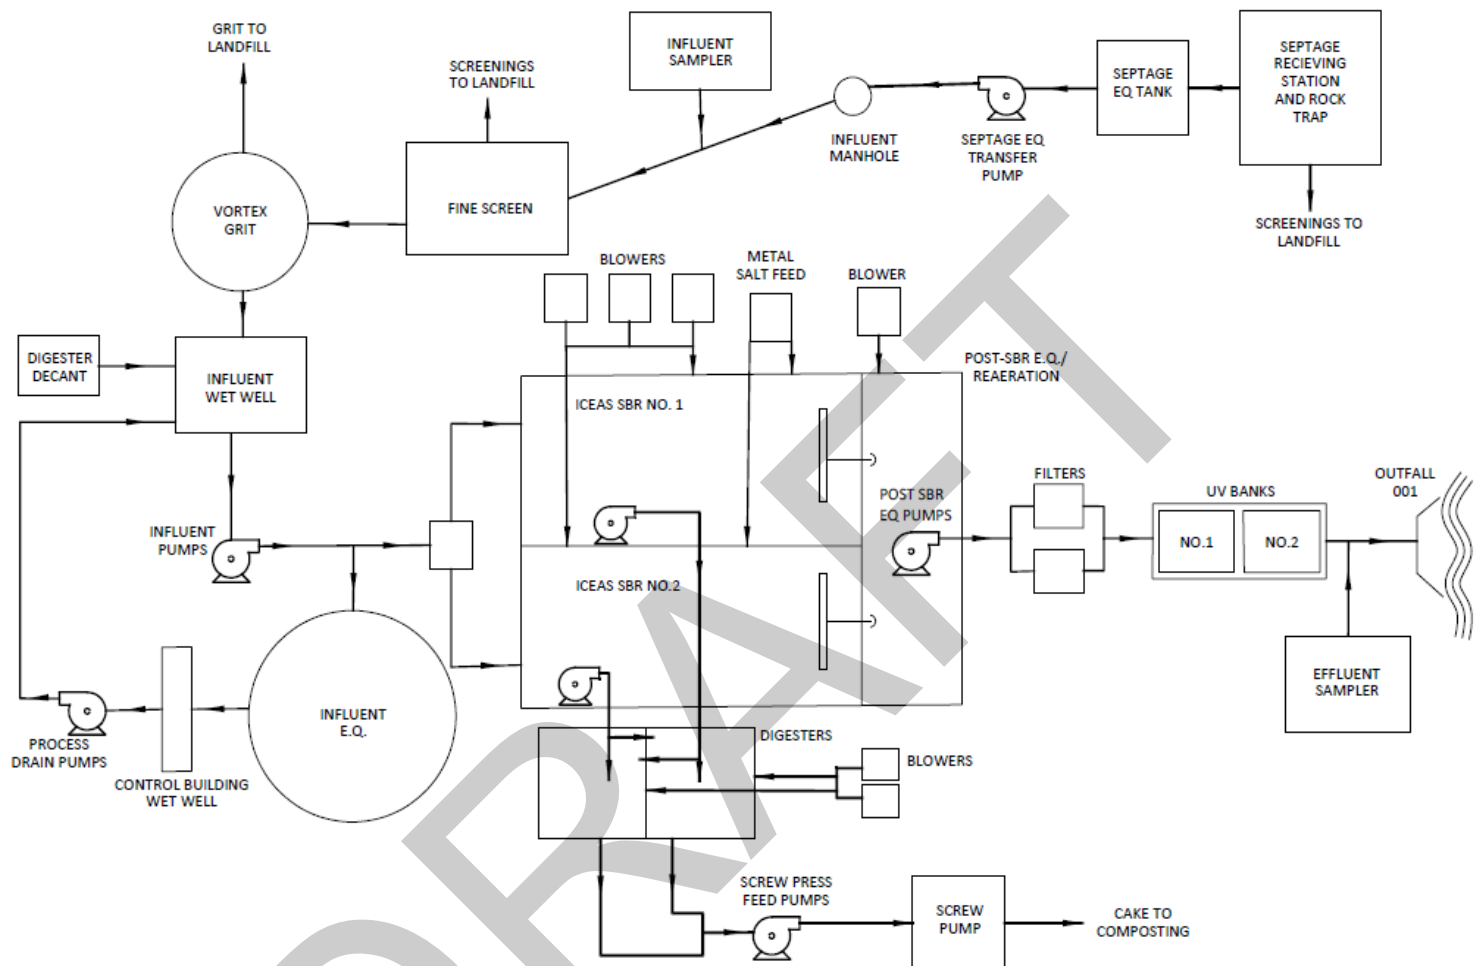 GRIT TO
LANDFILL
SCREENINGS
TO LANDFILL
INFLUENT
SAMPLER
SEPTAGE
EQ TANK
SEPTAGE
RECIEVING
STATION
AND ROCK
TRAP
INFLUENT
MANHOLE
SEPTAGE EQ
TRANSFER
PUMP
VORTEX
GRIT
FINE SCREEN
SCREENINGS TO
LANDFILL
BLOWERS
METAL
SALT FEED
BLOWER
DIGESTER
DECANT
INFLUENT
WET WELL
POST-SBR E.Q./
REAERATION
ICEAS SBR NO. 1
INFLUENT
PUMPS
POST SBR
EQ PUMPS
FILTERS
UV BANKS
NO.1
NO.2
OUTFALL
001
ICEAS SBR NO.2
EFFLUENT
SAMPLER
INFLUENT
E.Q.
PROCESS
DRAIN PUMPS
CONTROL BUILDING
WET WELL
DIGESTERS
BLOWERS
SCREW PRESS
FEED PUMPS
SCREW
PUMP
CAKE TO
COMPOSTING
DRAFT